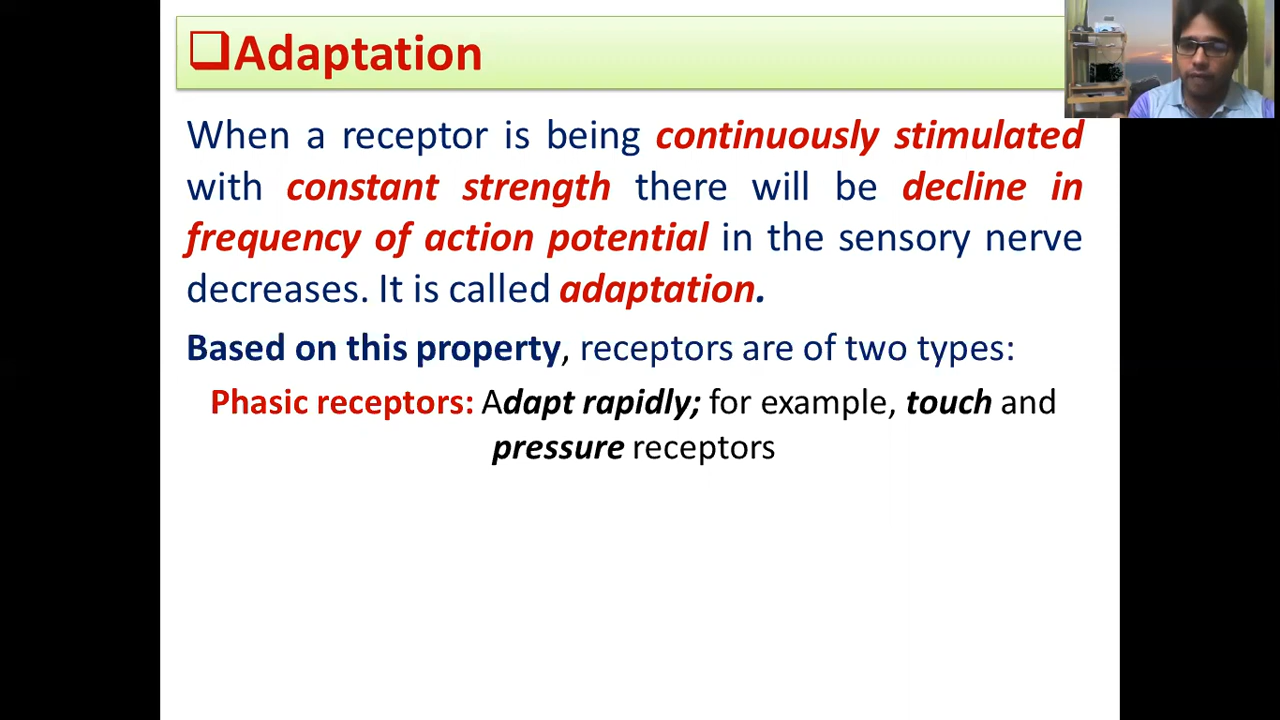 ❑Adaptation
When a receptor is being continuously stimulated
with constant strength there will be decline in
frequency of action potential in the sensory nerve
decreases. It is called adaptation.
Based on this property, receptors are of two types:
Phasic receptors: Adapt rapidly; for example, touch and
pressure receptors